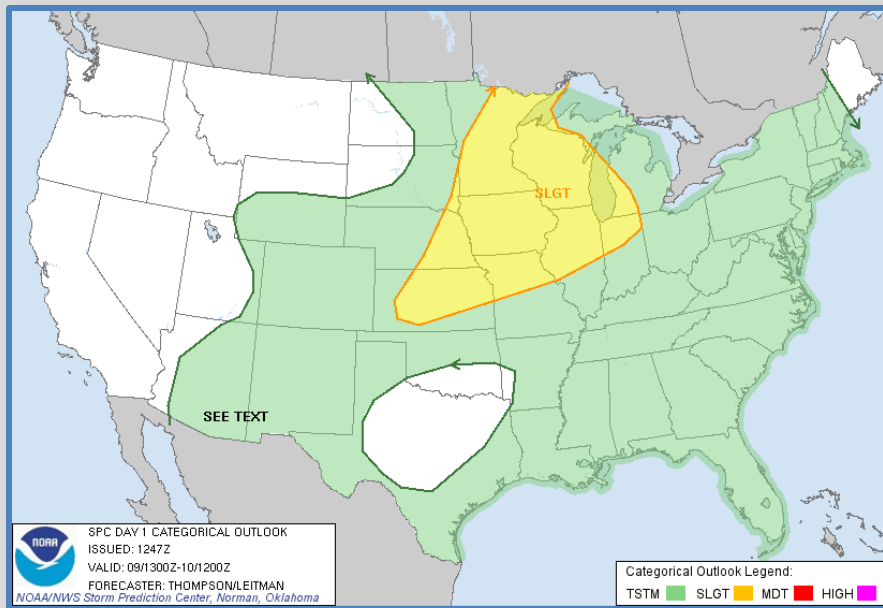 SLGT
SEE TEXT
NOAA
SPC DAY 1 CATEGORICAL OUTLOOK
ISSUED: 1247Z
VALID: 09/1300Z-10/1200Z
FORECASTER: THOMPSON/LEITMAN
NOAA/NWS Storm Prediction Center, Norman, Oklahoma
Categorical Outlook Legend:
TSTM SLGT MDT HIGH